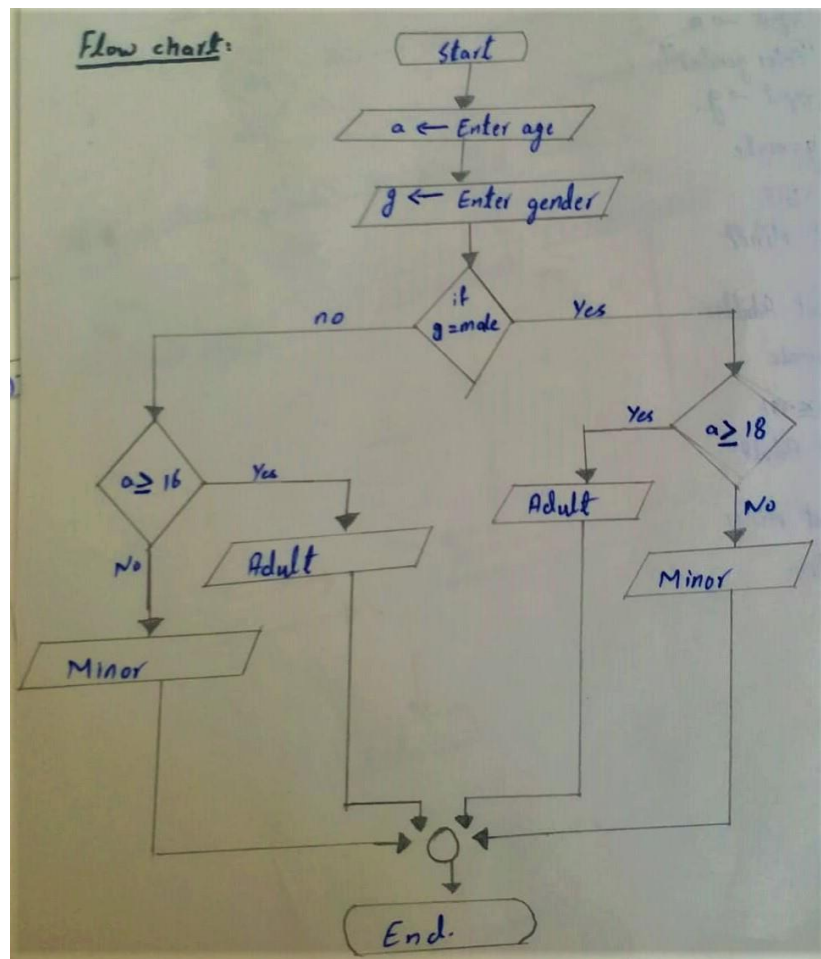 Flow chart:
Start
a ← Enter age
g ← Enter gender
if
g=male
no
Yes
a≥18
Yes
Adult
No
Minor
a≥16
Yes
Adult
No
Minor
End.